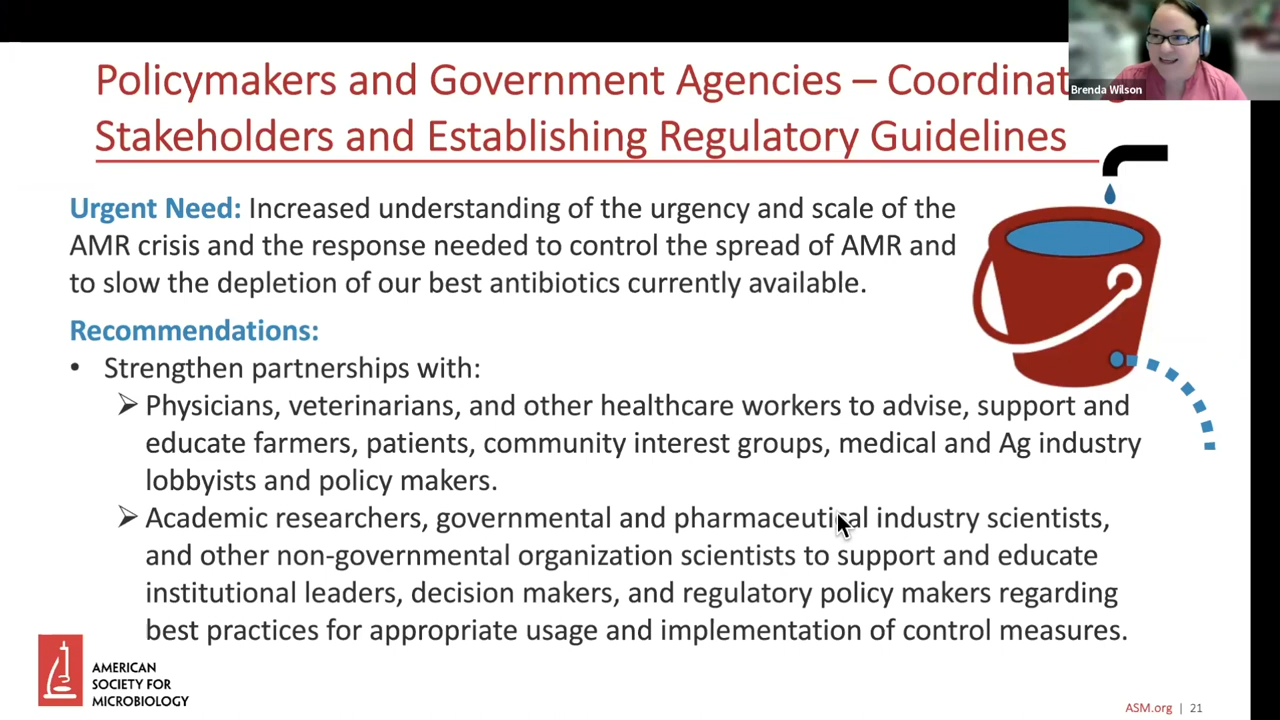 Policymakers and Government Agencies – Coordinat
Brenda Wilson
Stakeholders and Establishing Regulatory Guidelines
Urgent Need: Increased understanding of the urgency and scale of the
AMR crisis and the response needed to control the spread of AMR and
to slow the depletion of our best antibiotics currently available.
Recommendations:
• Strengthen partnerships with:
➢ Physicians, veterinarians, and other healthcare workers to advise, support and
educate farmers, patients, community interest groups, medical and Ag industry
lobbyists and policy makers.
➢ Academic researchers, governmental and pharmaceutical industry scientists,
and other non-governmental organization scientists to support and educate
institutional leaders, decision makers, and regulatory policy makers regarding
best practices for appropriate usage and implementation of control measures.
AMERICAN
SOCIETY FOR
MICROBIOLOGY
ASM.org | 21